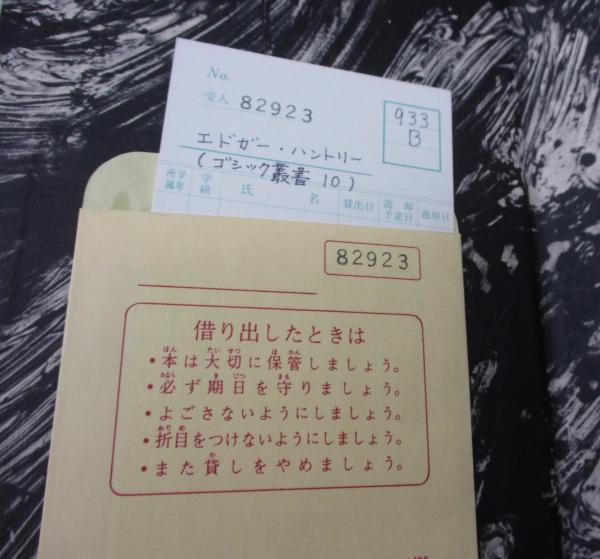 No.
受入 82923
933
B
エドガー・ハントリー
(ゴシック叢書 10)
所学 学 氏 名 貸出日 返却 返却日
属年 級 予定日
82923
借り出したときは
・本は大切に保管しましょう。
・必ず期日を守りましょう。
・よごさないようにしましょう。
・折目をつけないようにしましょう。
・また貸しをやめましょう。